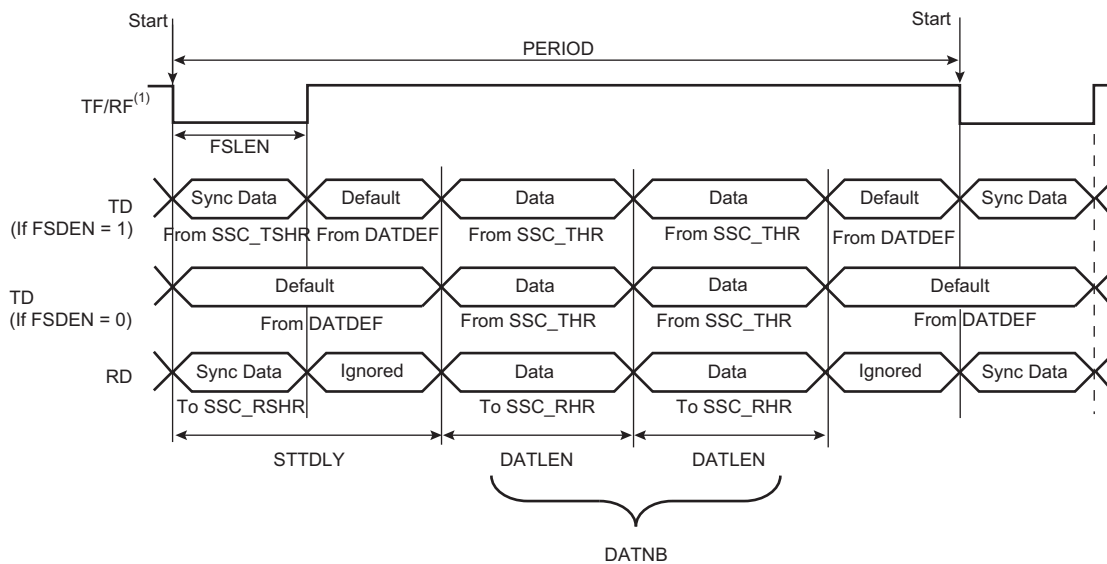 Start Start
PERIOD
TF/RF(1)
FSLEN
TD
(If FSDEN = 1)
Sync Data Default Data Data Default Sync Data
From SSC_TSHR From DATDEF From SSC_THR From SSC_THR From DATDEF
TD
(If FSDEN = 0)
Default Data Data Default
From DATDEF From SSC_THR From SSC_THR From DATDEF
RD
Sync Data Ignored Data Data Ignored Sync Data
To SSC_RSHR To SSC_RHR To SSC_RHR
STTDLY DATLEN DATLEN
DATNB